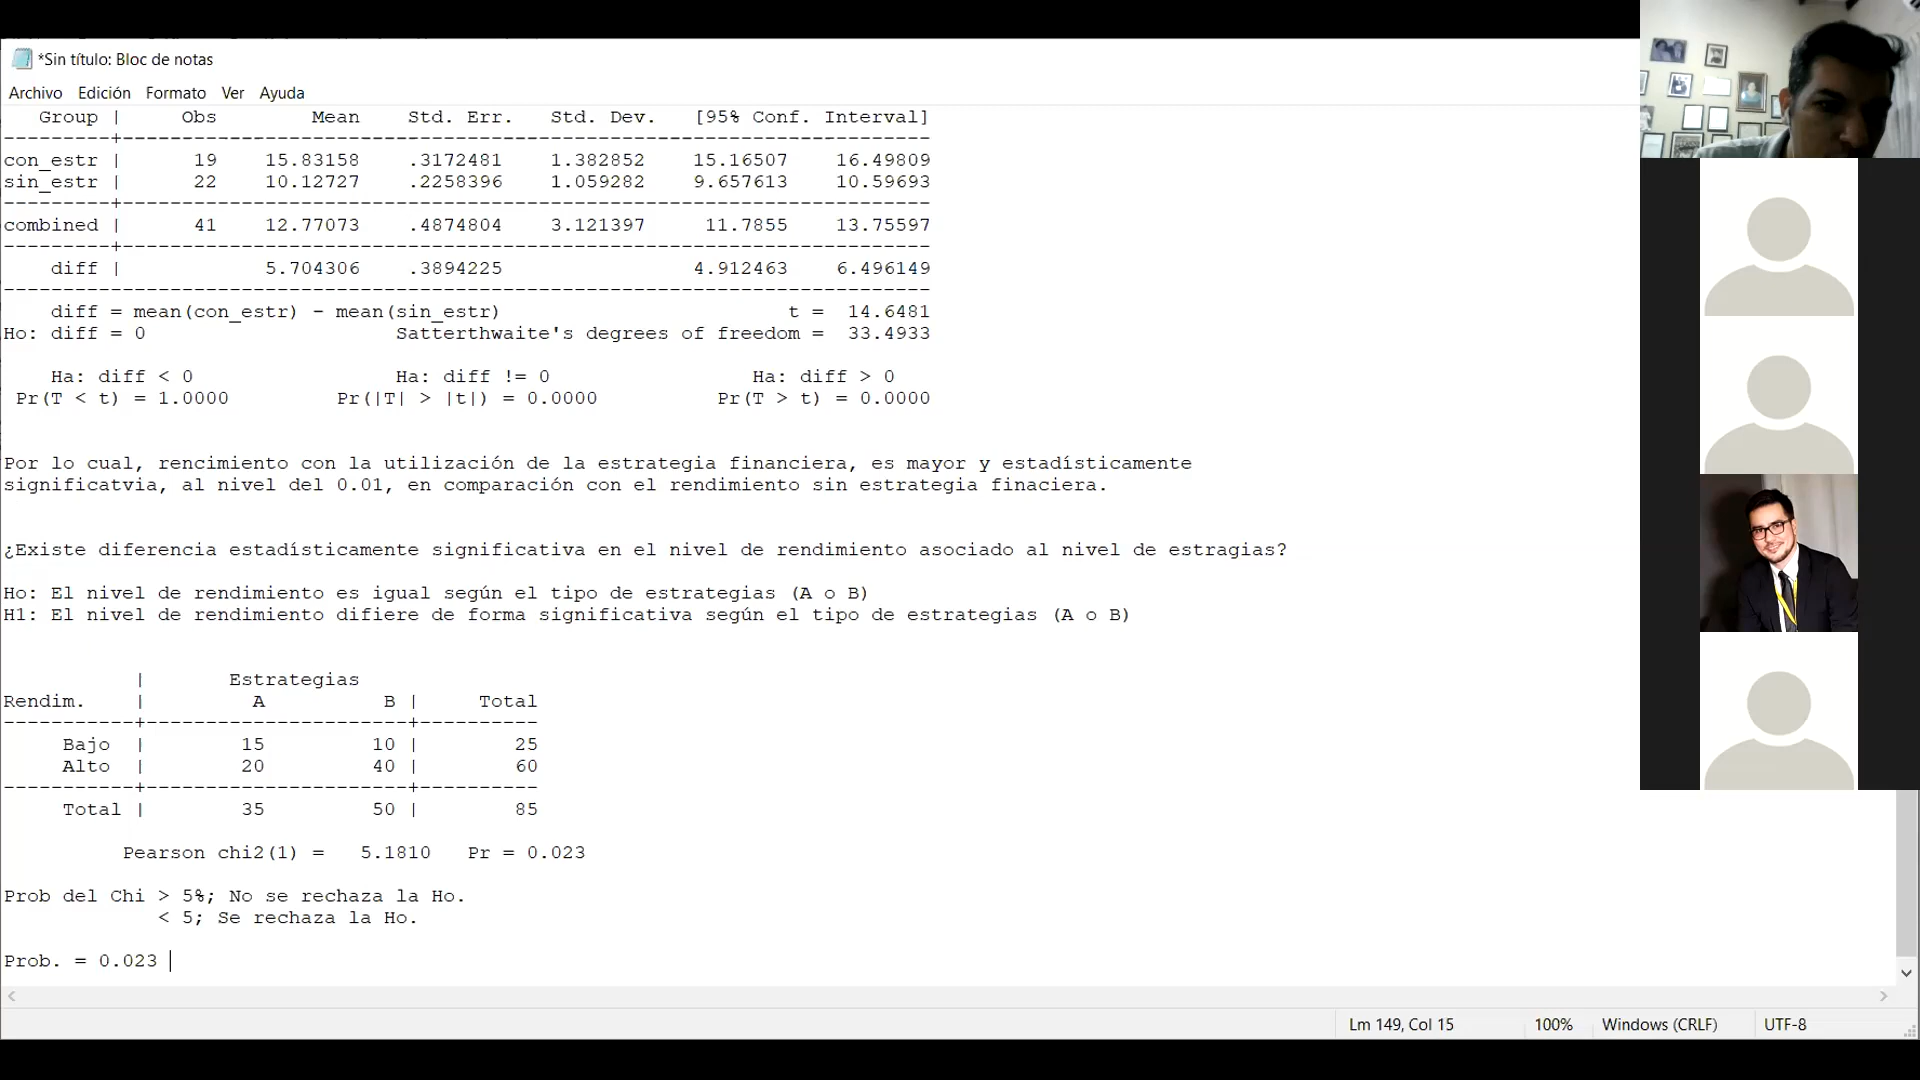 *Sin título: Bloc de notas
Archivo Edición Formato Ver Ayuda
Group | Obs Mean Std. Err. Std. Dev. [95% Conf. Interval]
---------+--------------------------------------------------------------------
con_estr | 19 15.83158 .3172481 1.382852 15.16507 16.49809
sin_estr | 22 10.12727 .2258396 1.059282 9.657613 10.59693
---------+--------------------------------------------------------------------
combined | 41 12.77073 .4874804 3.121397 11.7855 13.75597
---------+--------------------------------------------------------------------
diff | 5.704306 .3894225 4.912463 6.496149
------------------------------------------------------------------------------
diff = mean(con_estr) - mean(sin_estr) t = 14.6481
Ho: diff = 0 Satterthwaite's degrees of freedom = 33.4933
Ha: diff < 0 Ha: diff != 0 Ha: diff > 0
Pr(T < t) = 1.0000 Pr(|T| > |t|) = 0.0000 Pr(T > t) = 0.0000
Por lo cual, rencimiento con la utilización de la estrategia financiera, es mayor y estadísticamente
significatvia, al nivel del 0.01, en comparación con el rendimiento sin estrategia finaciera.
¿Existe diferencia estadísticamente significativa en el nivel de rendimiento asociado al nivel de estragias?
Ho: El nivel de rendimiento es igual según el tipo de estrategias (A o B)
H1: El nivel de rendimiento difiere de forma significativa según el tipo de estrategias (A o B)
| Estrategias
Rendim. | A B | Total
-----------+----------------------+----------
Bajo | 15 10 | 25
Alto | 20 40 | 60
-----------+----------------------+----------
Total | 35 50 | 85
Pearson chi2(1) = 5.1810 Pr = 0.023
Prob del Chi > 5%; No se rechaza la Ho.
< 5; Se rechaza la Ho.
Prob. = 0.023
Lm 149, Col 15 100% Windows (CRLF) UTF-8